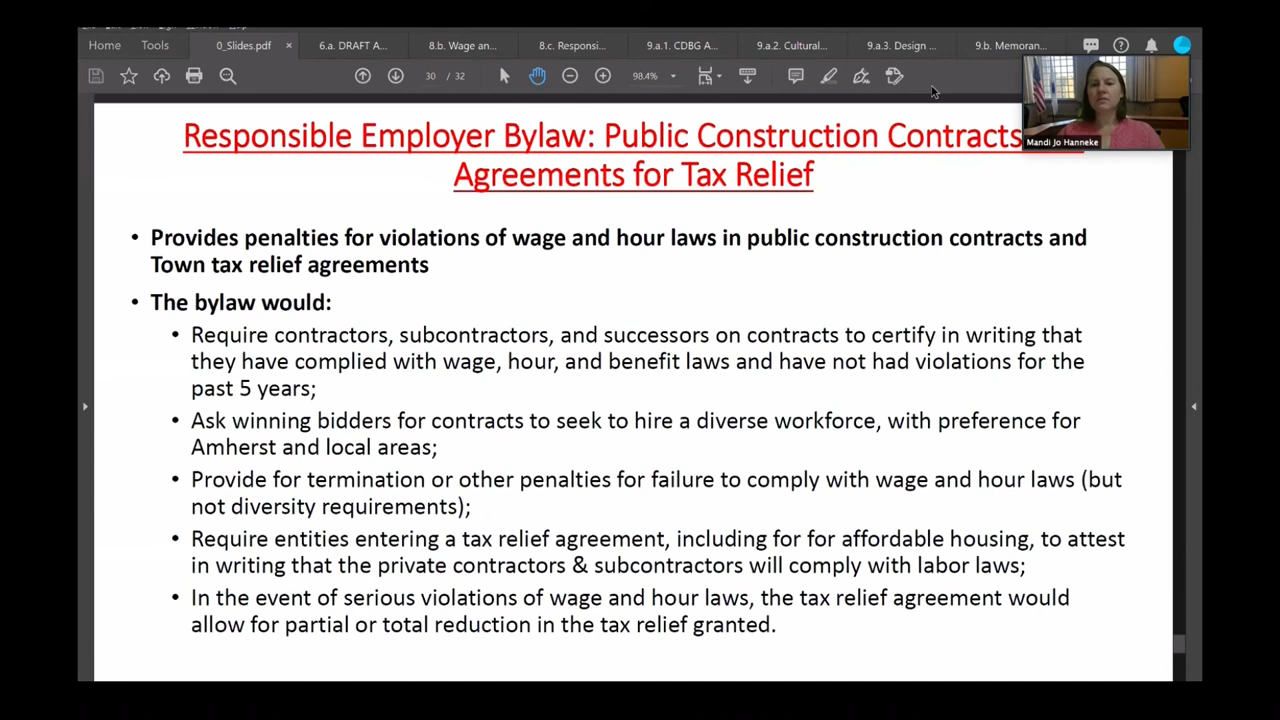 Home Tools 0_Slides.pdf × 6.a. DRAFT A... 8.b. Wage an... 8.c. Responsi... 9.a.1. CDBG A... 9.a.2. Cultural... 9.a.3. Design ... 9.b. Memoran...
30 / 32 98.4%
Mandi Jo Hanneke
Responsible Employer Bylaw: Public Construction Contracts
Agreements for Tax Relief
• Provides penalties for violations of wage and hour laws in public construction contracts and
Town tax relief agreements
• The bylaw would:
• Require contractors, subcontractors, and successors on contracts to certify in writing that
they have complied with wage, hour, and benefit laws and have not had violations for the
past 5 years;
• Ask winning bidders for contracts to seek to hire a diverse workforce, with preference for
Amherst and local areas;
• Provide for termination or other penalties for failure to comply with wage and hour laws (but
not diversity requirements);
• Require entities entering a tax relief agreement, including for for affordable housing, to attest
in writing that the private contractors & subcontractors will comply with labor laws;
• In the event of serious violations of wage and hour laws, the tax relief agreement would
allow for partial or total reduction in the tax relief granted.